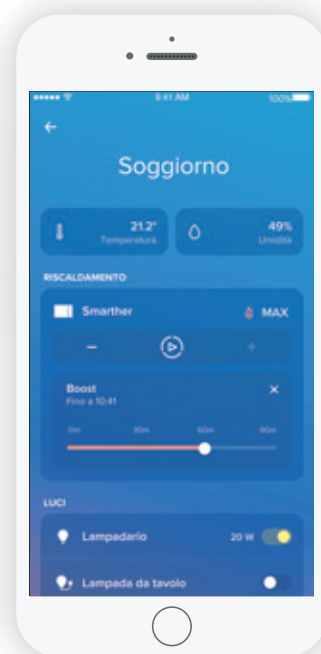 9:41 AM 100%
Soggiorno
21.2°
Temperatura
49%
Umidità
RISCALDAMENTO
Smarther MAX
− +
Boost
Fino a 10:41
0m 30m 60m 90m
LUCI
Lampadario 20 W
Lampada da tavolo